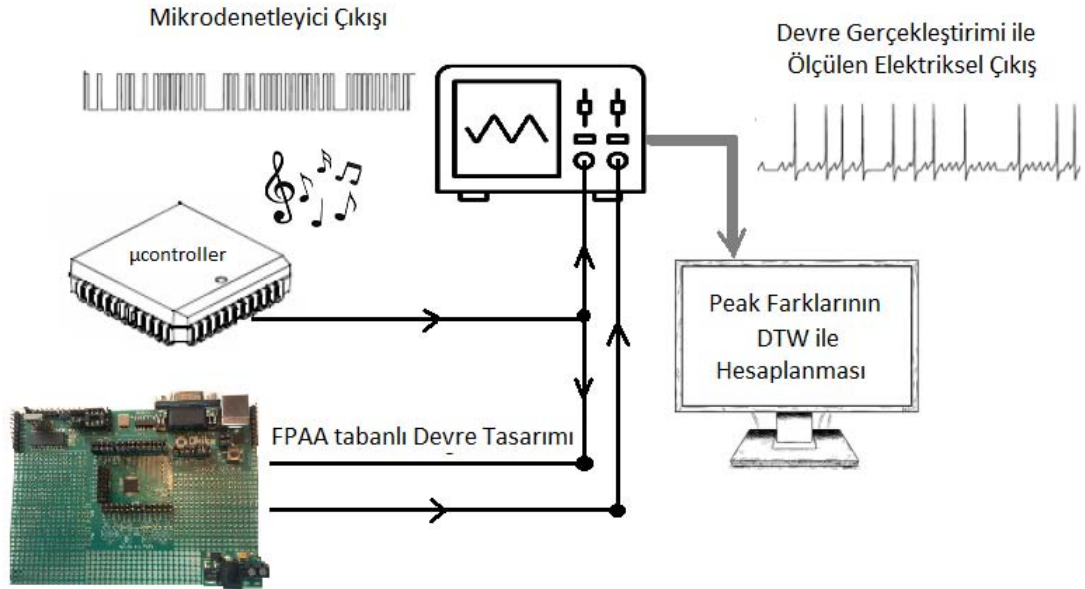 Mikrodenetleyici Çıkışı
Devre Gerçekleştirimi ile
Ölçülen Elektriksel Çıkış
µcontroller
Peak Farklarının
DTW ile
Hesaplanması
FPAA tabanlı Devre Tasarımı